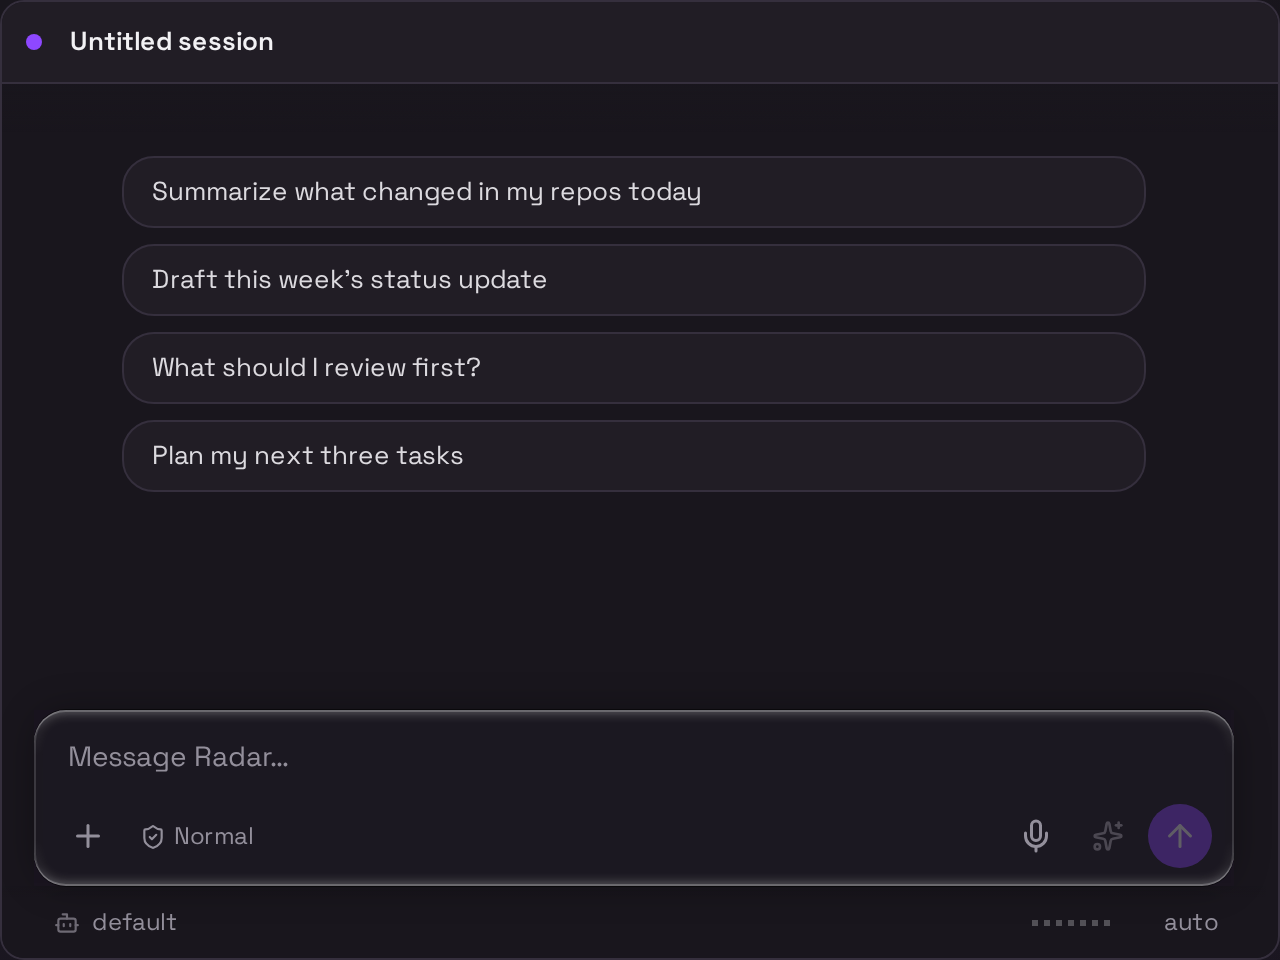 Untitled session
Summarize what changed in my repos today
Draft this week's status update
What should I review first?
Plan my next three tasks
Message Radar...
Normal
default
auto